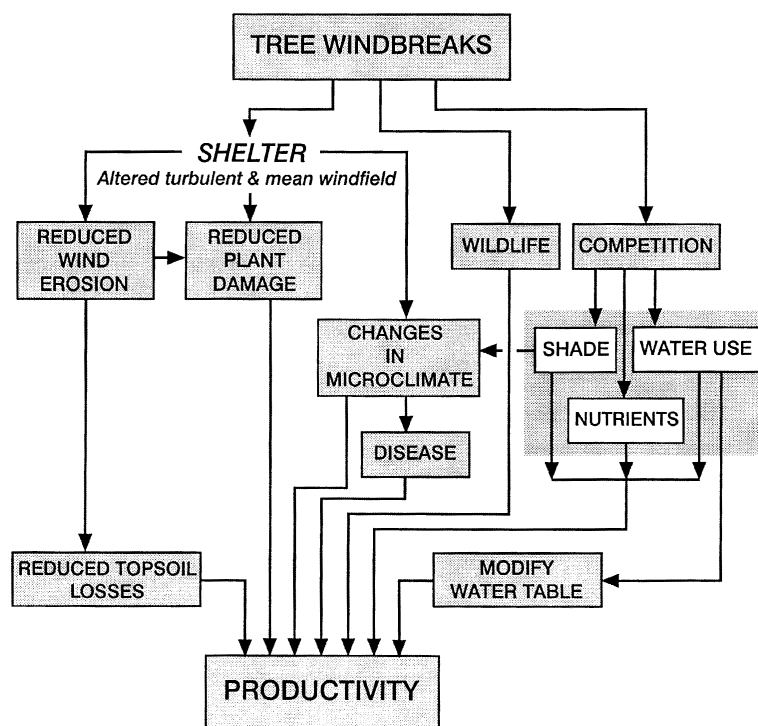 TREE WINDBREAKS
SHELTER
Altered turbulent & mean windfield
REDUCED
WIND
EROSION
REDUCED
PLANT
DAMAGE
WILDLIFE
COMPETITION
CHANGES
IN
MICROCLIMATE
SHADE
WATER USE
NUTRIENTS
DISEASE
REDUCED TOPSOIL
LOSSES
MODIFY
WATER TABLE
PRODUCTIVITY